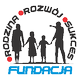 RODZINA • ROZWÓJ • SUKCES
FUNDACJA